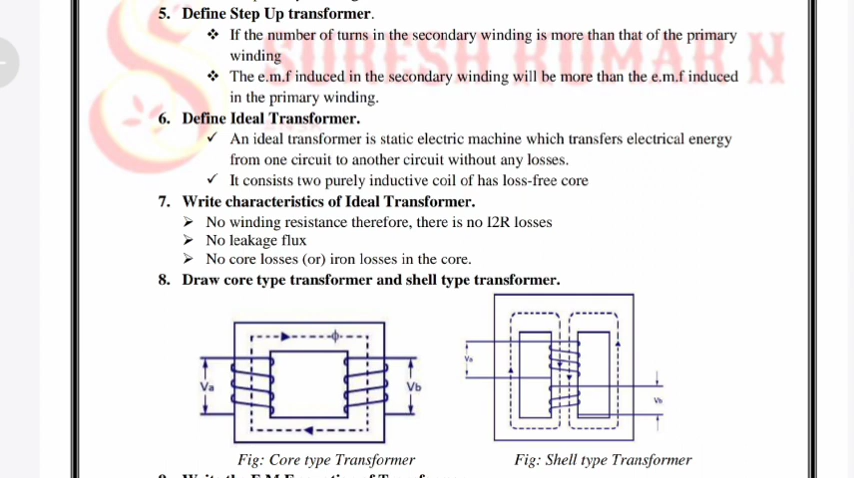 5. Define Step Up transformer.
❖ If the number of turns in the secondary winding is more than that of the primary
winding
❖ The e.m.f induced in the secondary winding will be more than the e.m.f induced
in the primary winding.
6. Define Ideal Transformer.
✓ An ideal transformer is static electric machine which transfers electrical energy
from one circuit to another circuit without any losses.
✓ It consists two purely inductive coil of has loss-free core
7. Write characteristics of Ideal Transformer.
➢ No winding resistance therefore, there is no I2R losses
➢ No leakage flux
➢ No core losses (or) iron losses in the core.
8. Draw core type transformer and shell type transformer.
ϕ
Va
Vb
Va
Vb
Fig: Core type Transformer
Fig: Shell type Transformer
SURESH KUMAR N